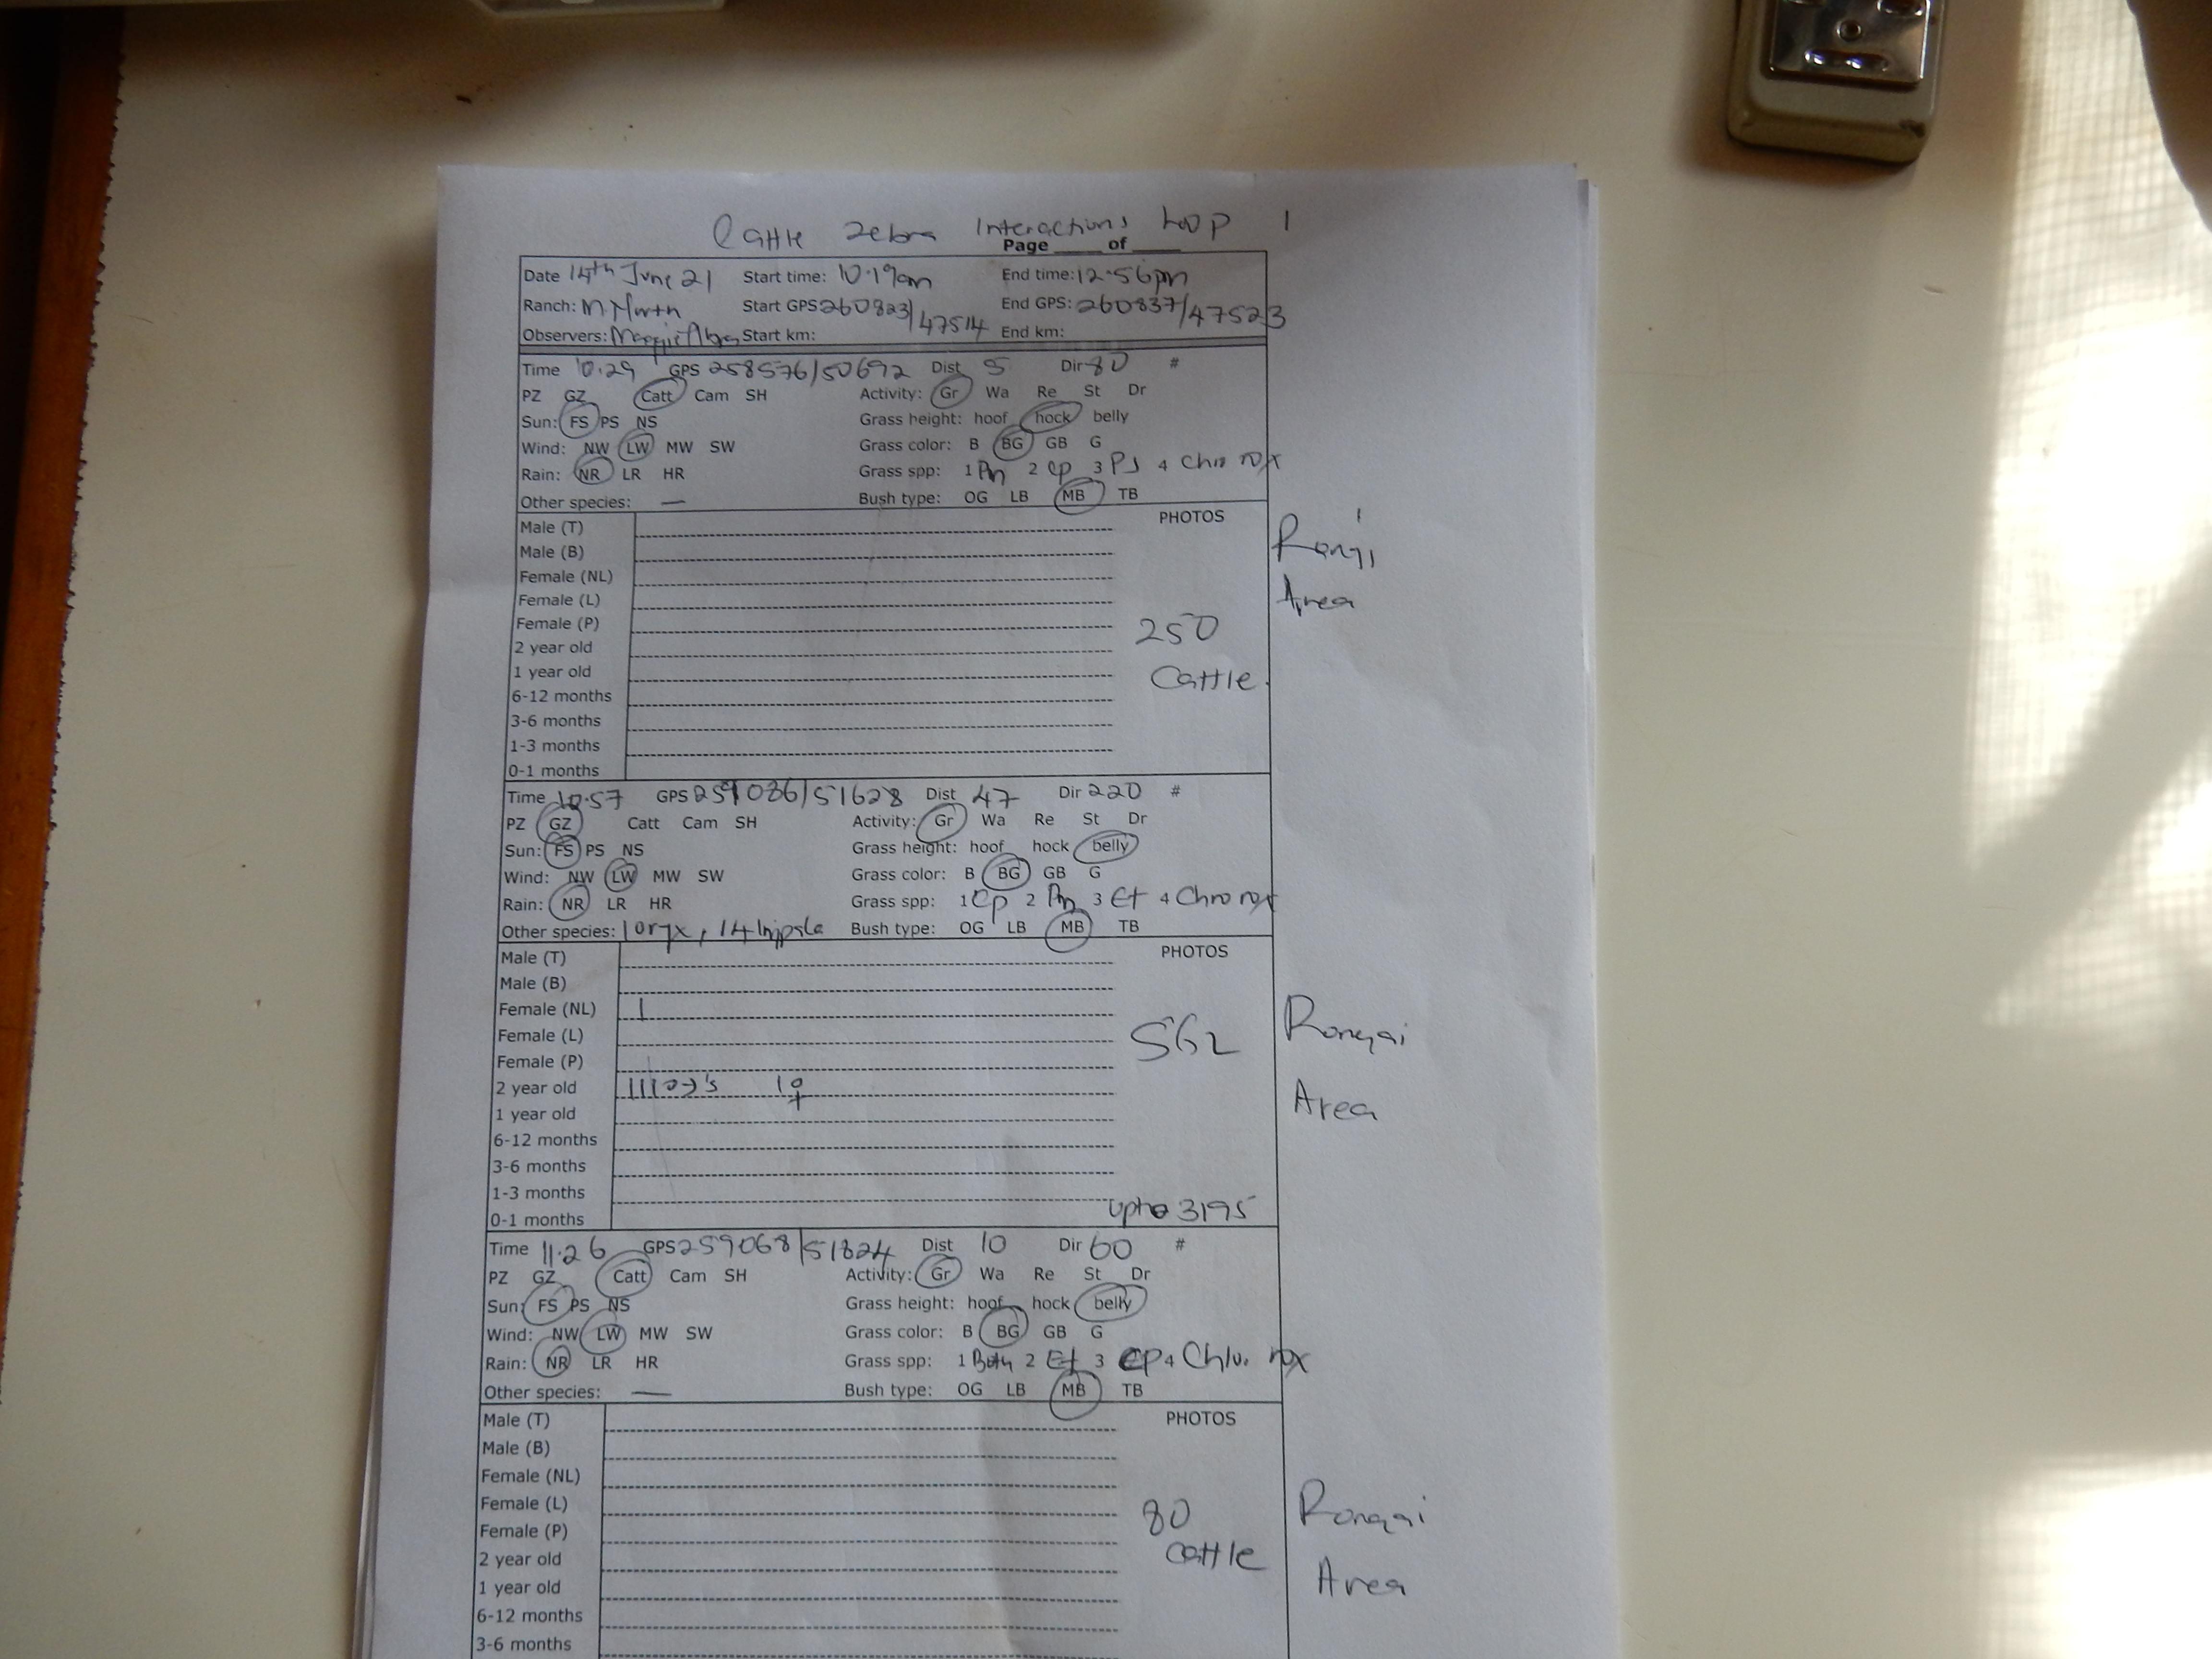 Cattle Zebra Interactions Loop 1
Page ____ of ____
Date 14th June 21 Start time: 10.19am End time: 12.56pm
Ranch: M.North Start GPS 260823/47514 End GPS: 260837/47523
Observers: Start km: End km:
Time 10.29 GPS 258576/50692 Dist 5 Dir 80 #
PZ GZ Catt Cam SH Activity: Gr Wa Re St Dr
Sun: FS PS NS Grass height: hoof hock belly
Wind: NW LW MW SW Grass color: B BG GB G
Rain: NR LR HR Grass spp: 1 Pm 2 Cp 3 PS 4 Chlo rox
Other species: — Bush type: OG LB MB TB
Male (T) PHOTOS
Male (B)
Female (NL)
Female (L)
Female (P)
2 year old
1 year old
6-12 months
3-6 months
1-3 months
0-1 months
250
Cattle.
Area
Time 10.57 GPS 259086/51628 Dist 47 Dir 220 #
PZ GZ Catt Cam SH Activity: Gr Wa Re St Dr
Sun: FS PS NS Grass height: hoof hock belly
Wind: NW LW MW SW Grass color: B BG GB G
Rain: NR LR HR Grass spp: 1 Cp 2 Pm 3 Et 4 Chlo rox
Other species: 1 oryx, 14 Impala Bush type: OG LB MB TB
Male (T) PHOTOS
Male (B)
Female (NL) 1
Female (L)
Female (P)
2 year old 111 ♂'s 1♀
1 year old
6-12 months
3-6 months
1-3 months
0-1 months
5GZ
upto 3195
Rongai
Area
Time 11.26 GPS 259068/51824 Dist 10 Dir 60 #
PZ GZ Catt Cam SH Activity: Gr Wa Re St Dr
Sun: FS PS NS Grass height: hoof hock belly
Wind: NW LW MW SW Grass color: B BG GB G
Rain: NR LR HR Grass spp: 1 Both 2 Et 3 Cp 4 Chlo. rox
Other species: — Bush type: OG LB MB TB
Male (T) PHOTOS
Male (B)
Female (NL)
Female (L)
Female (P)
2 year old
1 year old
6-12 months
3-6 months
80
Cattle
Rongai
Area